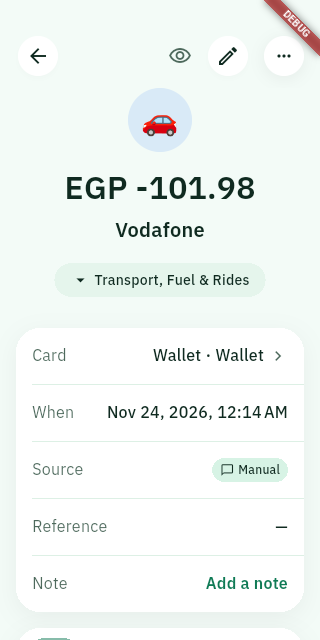 DEBUG
EGP -101.98
Vodafone
Transport, Fuel & Rides
Card Wallet · Wallet
When Nov 24, 2026, 12:14 AM
Source Manual
Reference —
Note Add a note